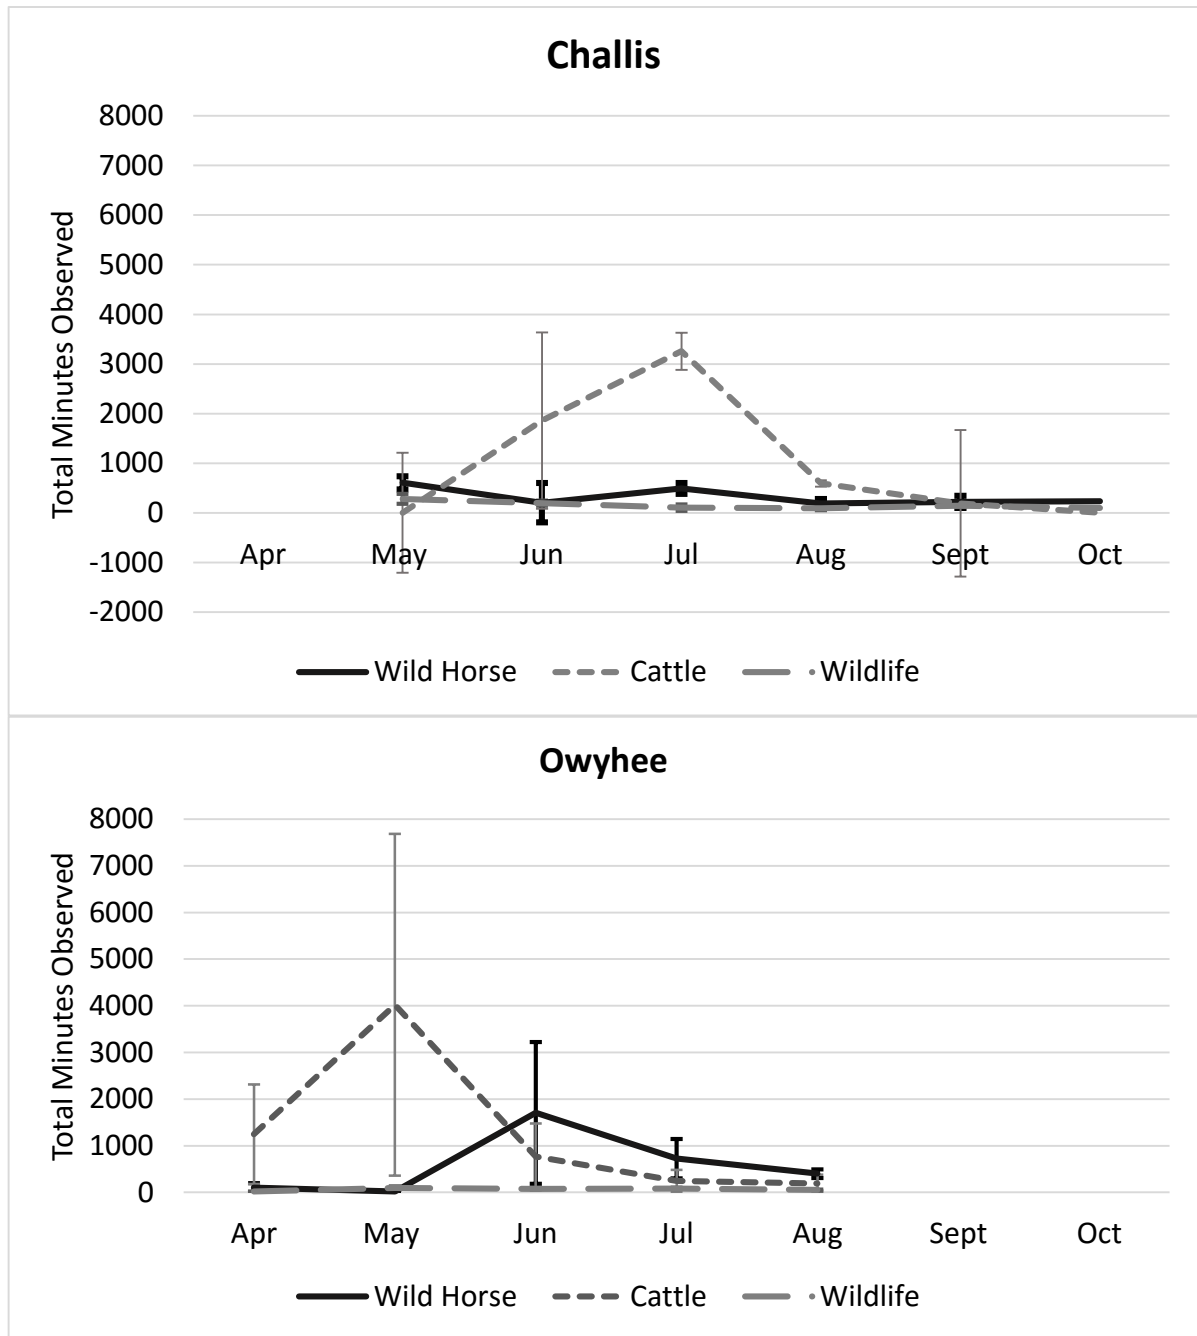 Challis
Total Minutes Observed
8000
7000
6000
5000
4000
3000
2000
1000
0
-1000
-2000
Apr May Jun Jul Aug Sept Oct
Wild Horse Cattle Wildlife
Owyhee
Total Minutes Observed
8000
7000
6000
5000
4000
3000
2000
1000
0
Apr May Jun Jul Aug Sept Oct
Wild Horse Cattle Wildlife